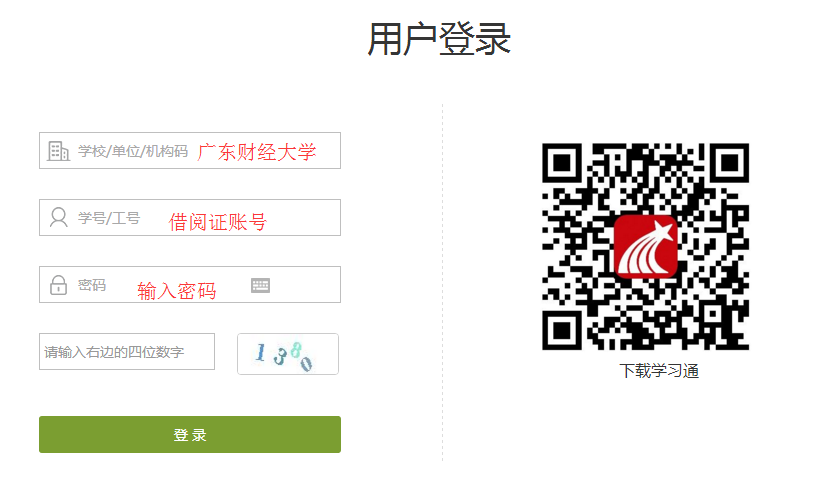 用户登录
学校/单位/机构码 广东财经大学
学号/工号 借阅证账号
密码 输入密码
请输入右边的四位数字 1380
登录
下载学习通